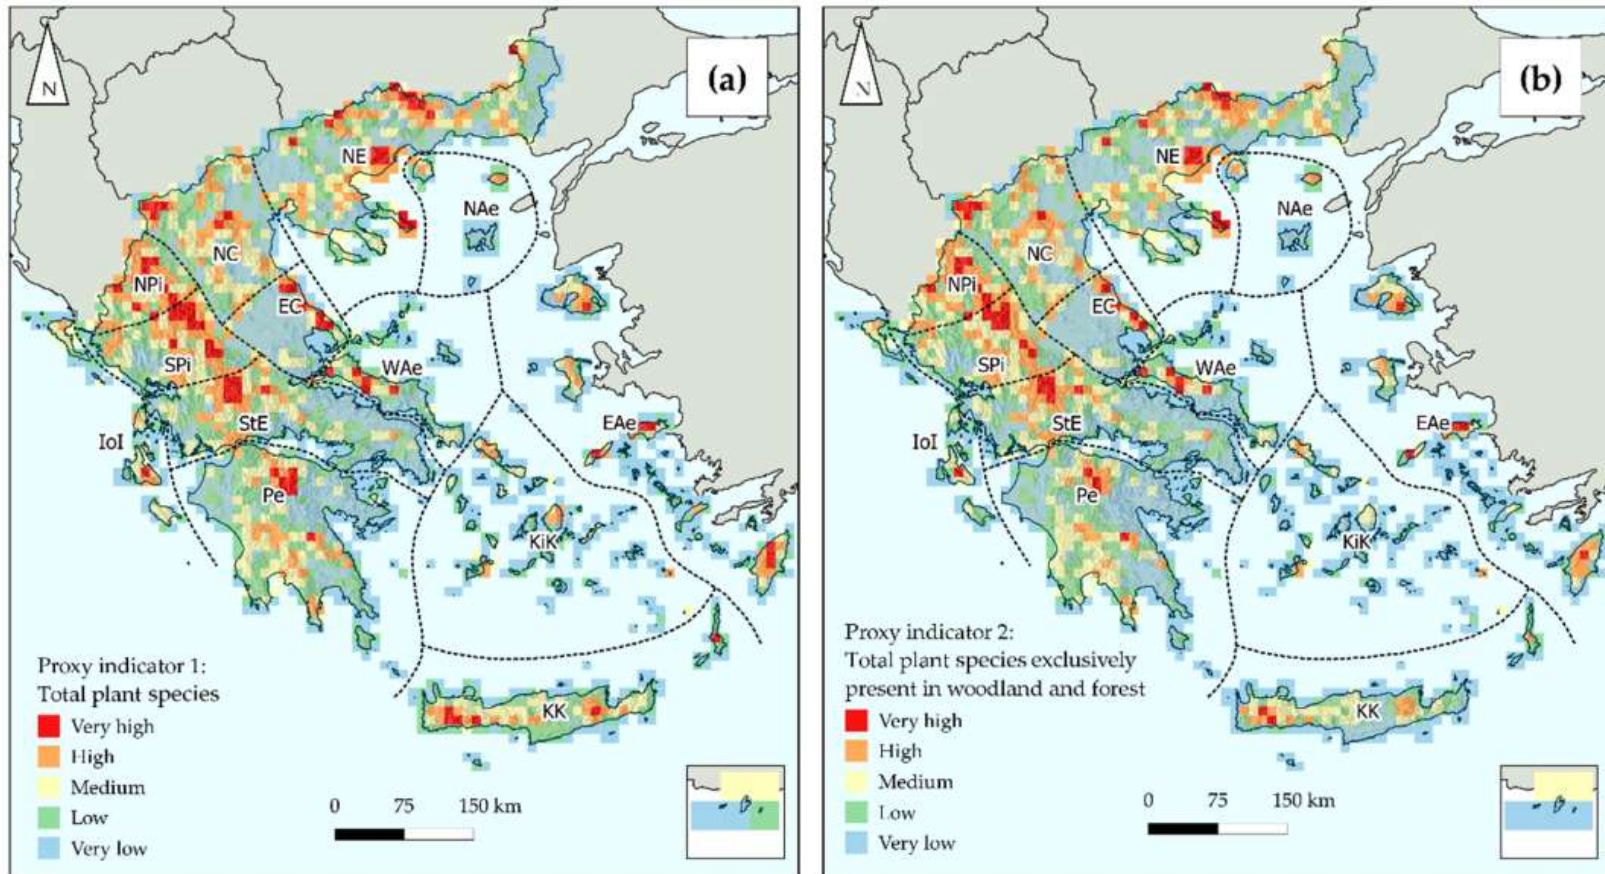 N
(a)
NE
NAe
NC
NPi
EC
SPi
WAe
StE
EAe
IoI
Pe
KiK
KK
Proxy indicator 1:
Total plant species
Very high
High
Medium
Low
Very low
0 75 150 km
N
(b)
NE
NAe
NC
NPi
EC
SPi
WAe
StE
EAe
IoI
Pe
KiK
KK
Proxy indicator 2:
Total plant species exclusively
present in woodland and forest
Very high
High
Medium
Low
Very low
0 75 150 km